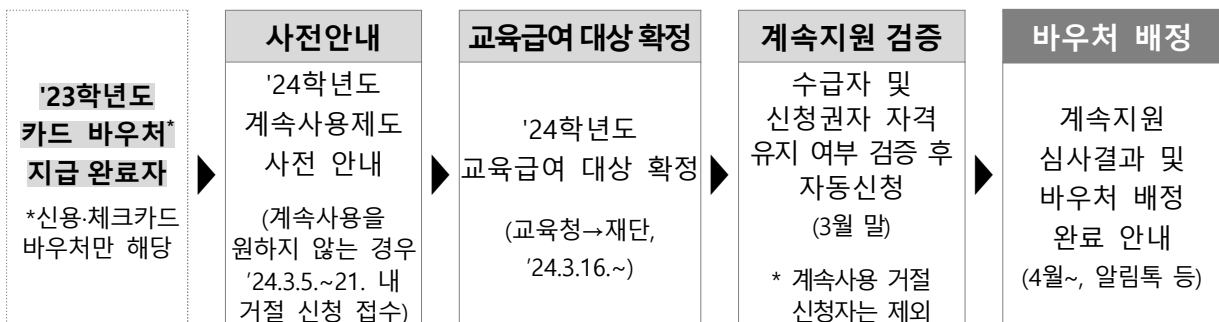 '23학년도
카드 바우처*
지급 완료자
*신용·체크카드
바우처만 해당
사전안내
'24학년도
계속사용제도
사전 안내
(계속사용을
원하지 않는 경우
'24.3.5.~21. 내
거절 신청 접수)
교육급여 대상 확정
'24학년도
교육급여 대상 확정
(교육청→재단,
'24.3.16.~)
계속지원 검증
수급자 및
신청권자 자격
유지 여부 검증 후
자동신청
(3월 말)
* 계속사용 거절
신청자는 제외
바우처 배정
계속지원
심사결과 및
바우처 배정
완료 안내
(4월~, 알림톡 등)